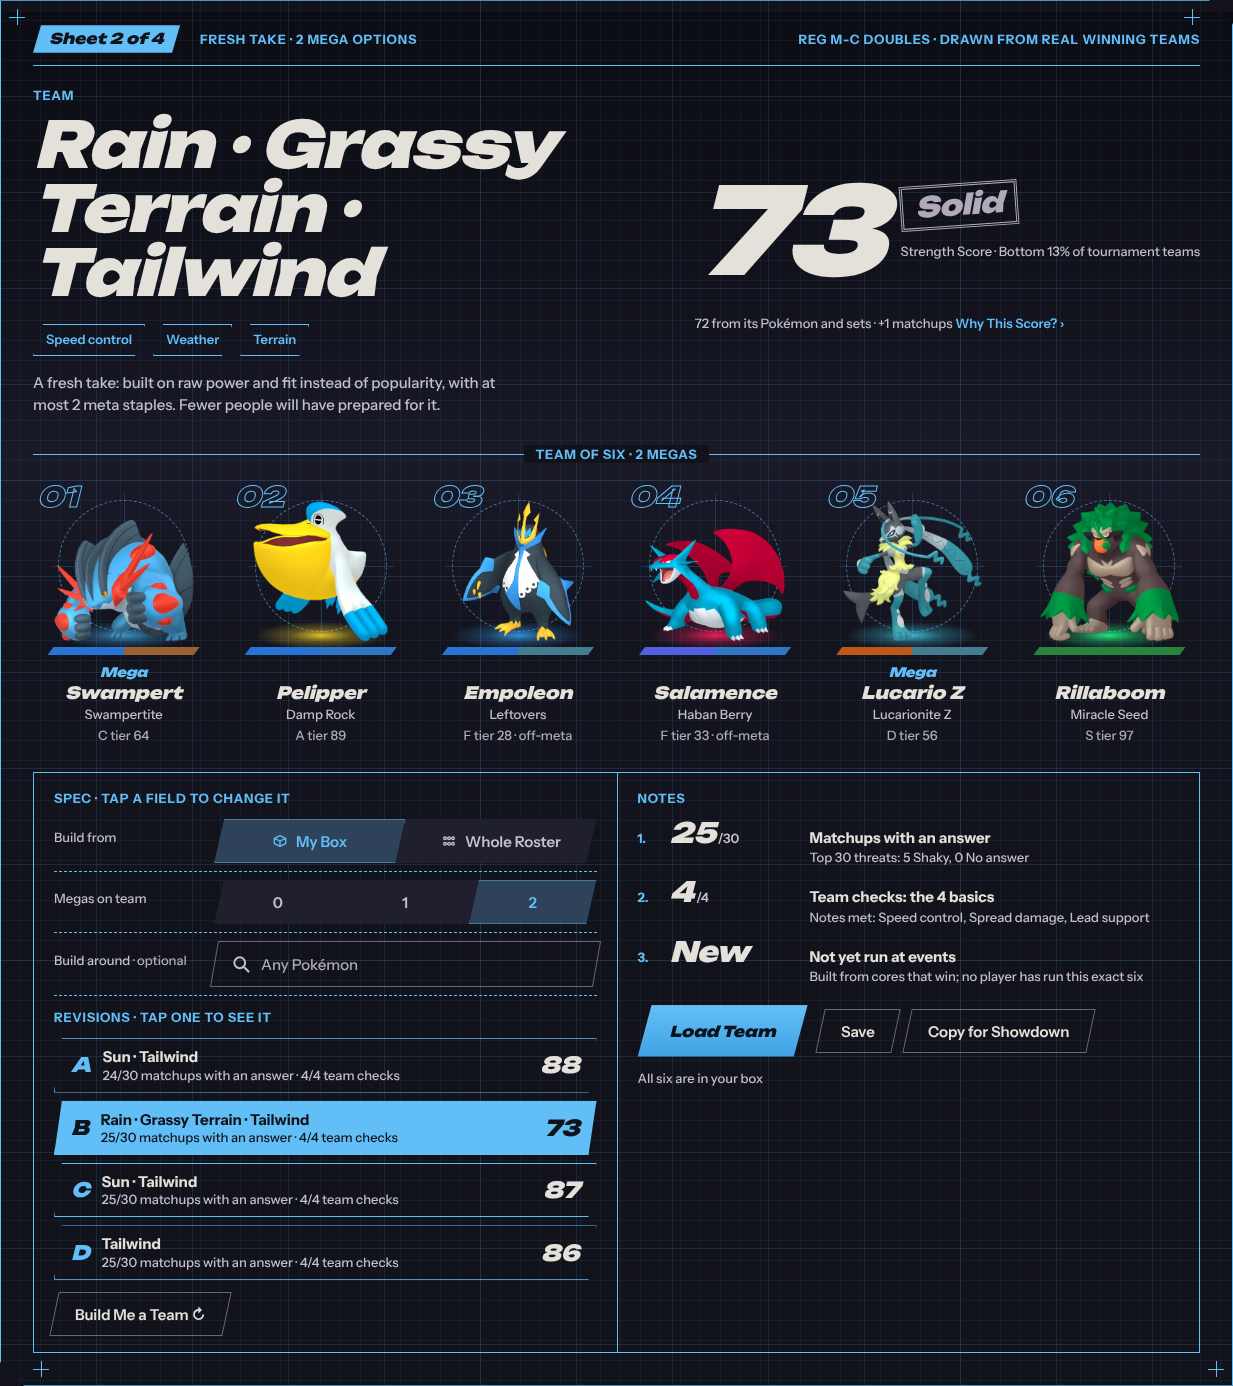 Sheet 2 of 4
FRESH TAKE · 2 MEGA OPTIONS
REG M-C DOUBLES · DRAWN FROM REAL WINNING TEAMS
TEAM
Rain · Grassy
Terrain ·
Tailwind
73
Solid
Strength Score · Bottom 13% of tournament teams
72 from its Pokémon and sets · +1 matchups Why This Score? ›
Speed control
Weather
Terrain
A fresh take: built on raw power and fit instead of popularity, with at
most 2 meta staples. Fewer people will have prepared for it.
TEAM OF SIX · 2 MEGAS
01
Mega
Swampert
Swampertite
C tier 64
02
Pelipper
Damp Rock
A tier 89
03
Empoleon
Leftovers
F tier 28 · off-meta
04
Salamence
Haban Berry
F tier 33 · off-meta
05
Mega
Lucario Z
Lucarionite Z
D tier 56
06
Rillaboom
Miracle Seed
S tier 97
SPEC · TAP A FIELD TO CHANGE IT
Build from
My Box
Whole Roster
Megas on team
0
1
2
Build around · optional
Any Pokémon
REVISIONS · TAP ONE TO SEE IT
A
Sun · Tailwind
24/30 matchups with an answer · 4/4 team checks
88
B
Rain · Grassy Terrain · Tailwind
25/30 matchups with an answer · 4/4 team checks
73
C
Sun · Tailwind
25/30 matchups with an answer · 4/4 team checks
87
D
Tailwind
25/30 matchups with an answer · 4/4 team checks
86
Build Me a Team ↻
NOTES
1.
25/30
Matchups with an answer
Top 30 threats: 5 Shaky, 0 No answer
2.
4/4
Team checks: the 4 basics
Notes met: Speed control, Spread damage, Lead support
3.
New
Not yet run at events
Built from cores that win; no player has run this exact six
Load Team
Save
Copy for Showdown
All six are in your box